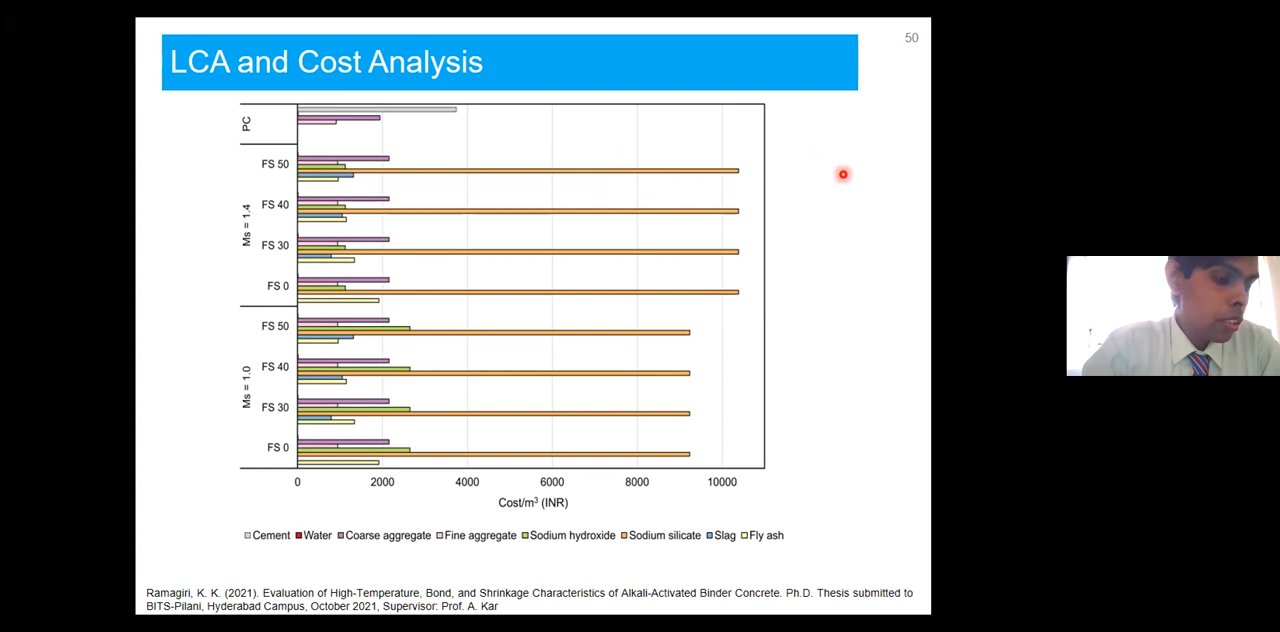 50
LCA and Cost Analysis
PC
FS 50
FS 40
Ms = 1.4
FS 30
FS 0
FS 50
FS 40
Ms = 1.0
FS 30
FS 0
0 2000 4000 6000 8000 10000
Cost/m³ (INR)
Cement Water Coarse aggregate Fine aggregate Sodium hydroxide Sodium silicate Slag Fly ash
Ramagiri, K. K. (2021). Evaluation of High-Temperature, Bond, and Shrinkage Characteristics of Alkali-Activated Binder Concrete. Ph.D. Thesis submitted to
BITS-Pilani, Hyderabad Campus, October 2021, Supervisor: Prof. A. Kar